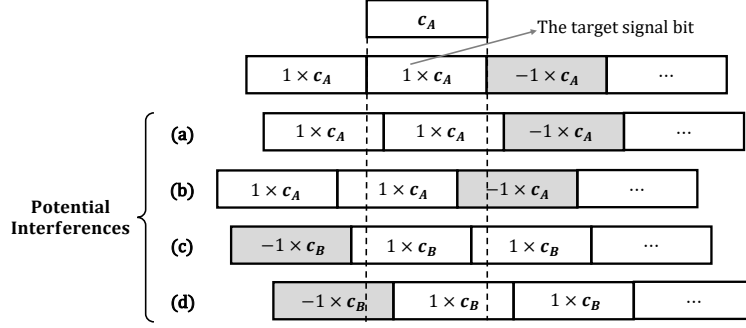 c_A
The target signal bit
1 × c_A 1 × c_A −1 × c_A ⋯
(a) 1 × c_A 1 × c_A −1 × c_A ⋯
(b) 1 × c_A 1 × c_A −1 × c_A ⋯
Potential
Interferences
(c) −1 × c_B 1 × c_B 1 × c_B ⋯
(d) −1 × c_B 1 × c_B 1 × c_B ⋯